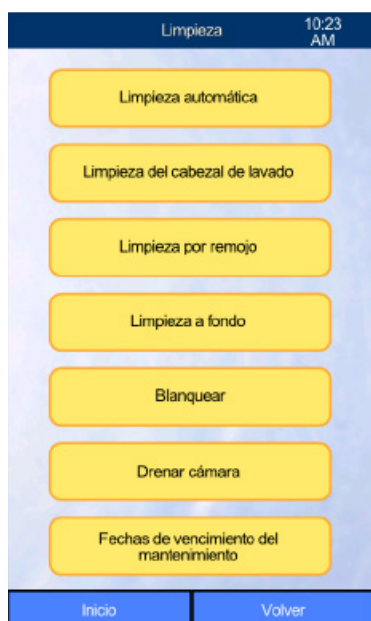 Limpieza
10:23
AM
Limpieza automática
Limpieza del cabezal de lavado
Limpieza por remojo
Limpieza a fondo
Blanquear
Drenar cámara
Fechas de vencimiento del
mantenimiento
Inicio
Volver